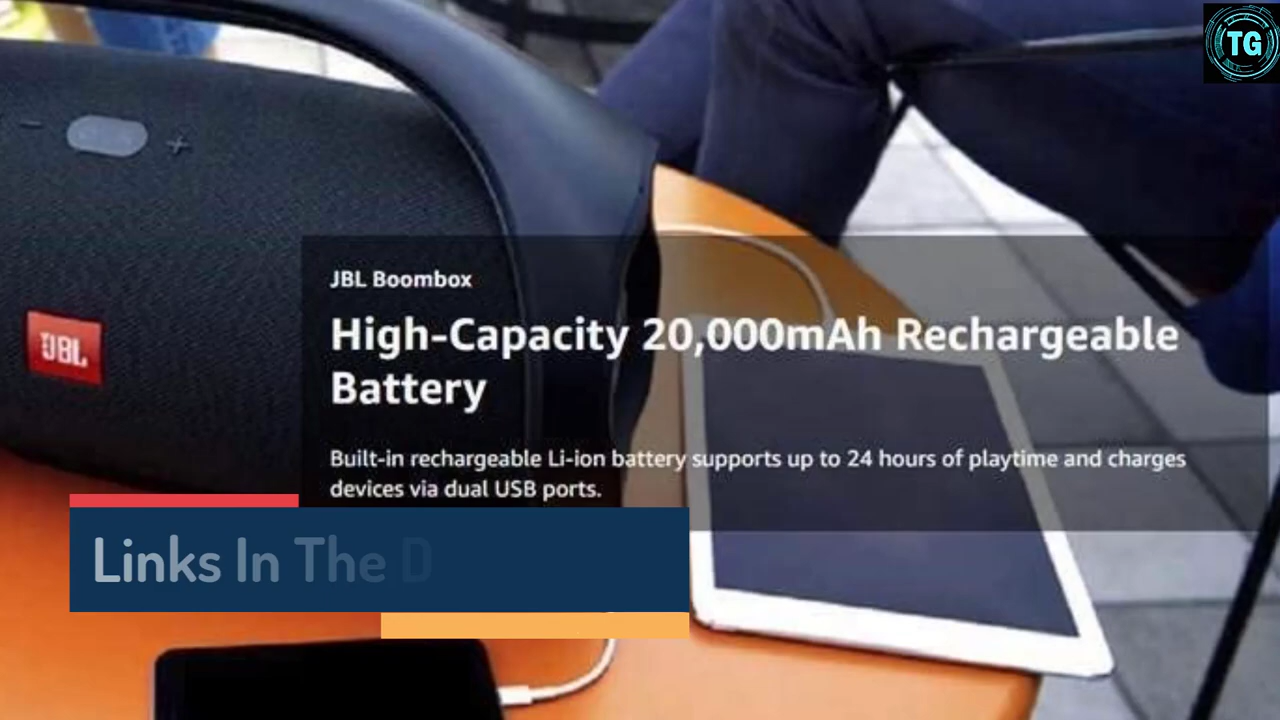 TG
- +
JBL
JBL Boombox
High-Capacity 20,000mAh Rechargeable
Battery
Built-in rechargeable Li-ion battery supports up to 24 hours of playtime and charges
devices via dual USB ports.
Links In The D